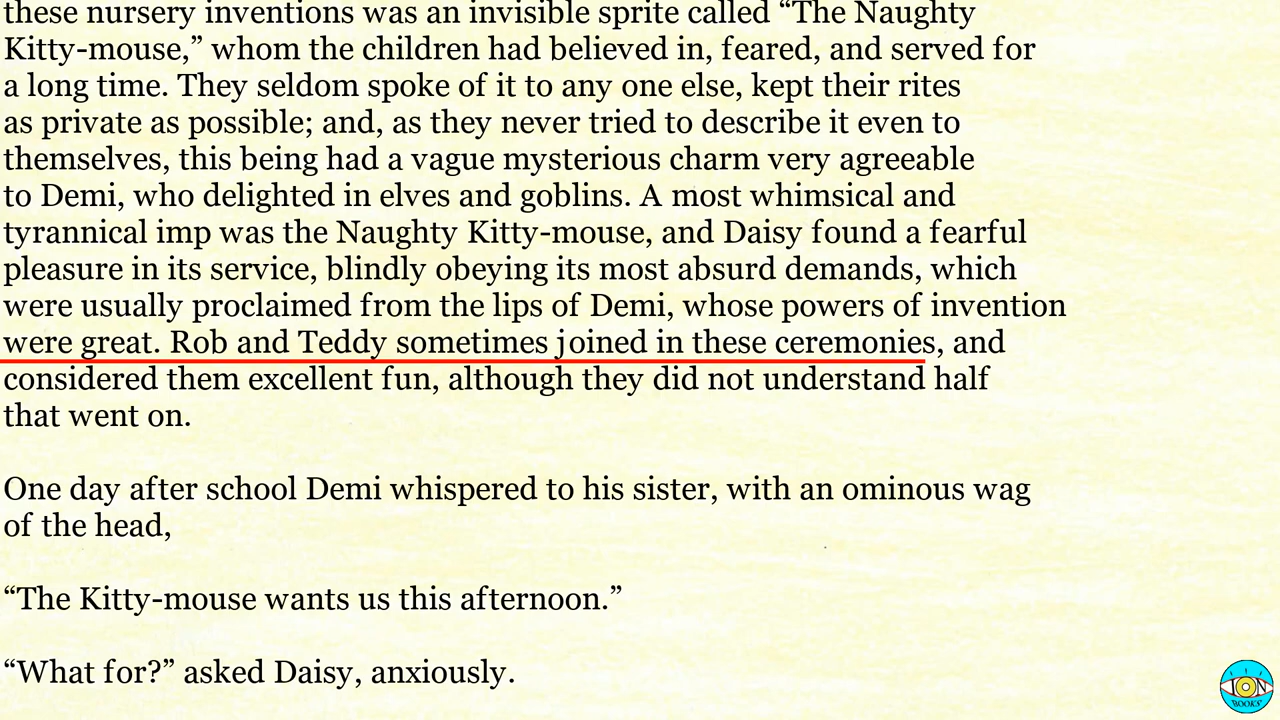 these nursery inventions was an invisible sprite called “The Naughty
Kitty-mouse,” whom the children had believed in, feared, and served for
a long time. They seldom spoke of it to any one else, kept their rites
as private as possible; and, as they never tried to describe it even to
themselves, this being had a vague mysterious charm very agreeable
to Demi, who delighted in elves and goblins. A most whimsical and
tyrannical imp was the Naughty Kitty-mouse, and Daisy found a fearful
pleasure in its service, blindly obeying its most absurd demands, which
were usually proclaimed from the lips of Demi, whose powers of invention
were great. Rob and Teddy sometimes joined in these ceremonies, and
considered them excellent fun, although they did not understand half
that went on.
One day after school Demi whispered to his sister, with an ominous wag
of the head,
“The Kitty-mouse wants us this afternoon.”
“What for?” asked Daisy, anxiously.
ION
BOOKS